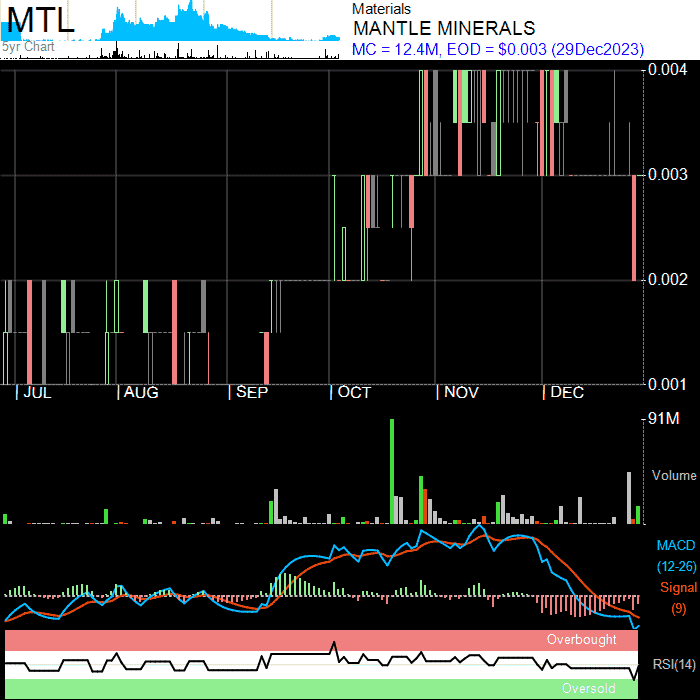 MTL
5yr Chart
Materials
MANTLE MINERALS
MC = 12.4M, EOD = $0.003 (29Dec2023)
0.004
0.003
0.002
0.001
JUL AUG SEP OCT NOV DEC
91M
Volume
MACD
(12-26)
Signal
(9)
Overbought
RSI(14)
Oversold